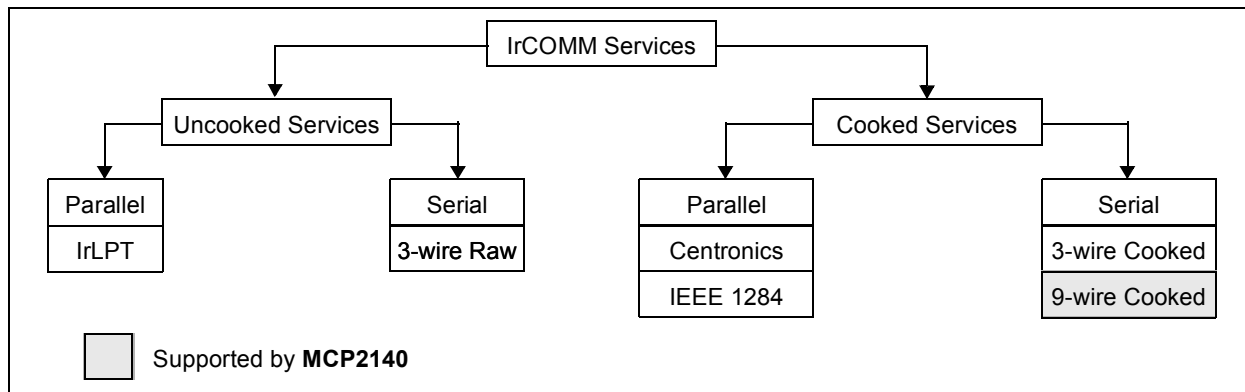 IrCOMM Services
Uncooked Services
Cooked Services
Parallel
IrLPT
Serial
3-wire Raw
Parallel
Centronics
IEEE 1284
Serial
3-wire Cooked
9-wire Cooked
Supported by MCP2140